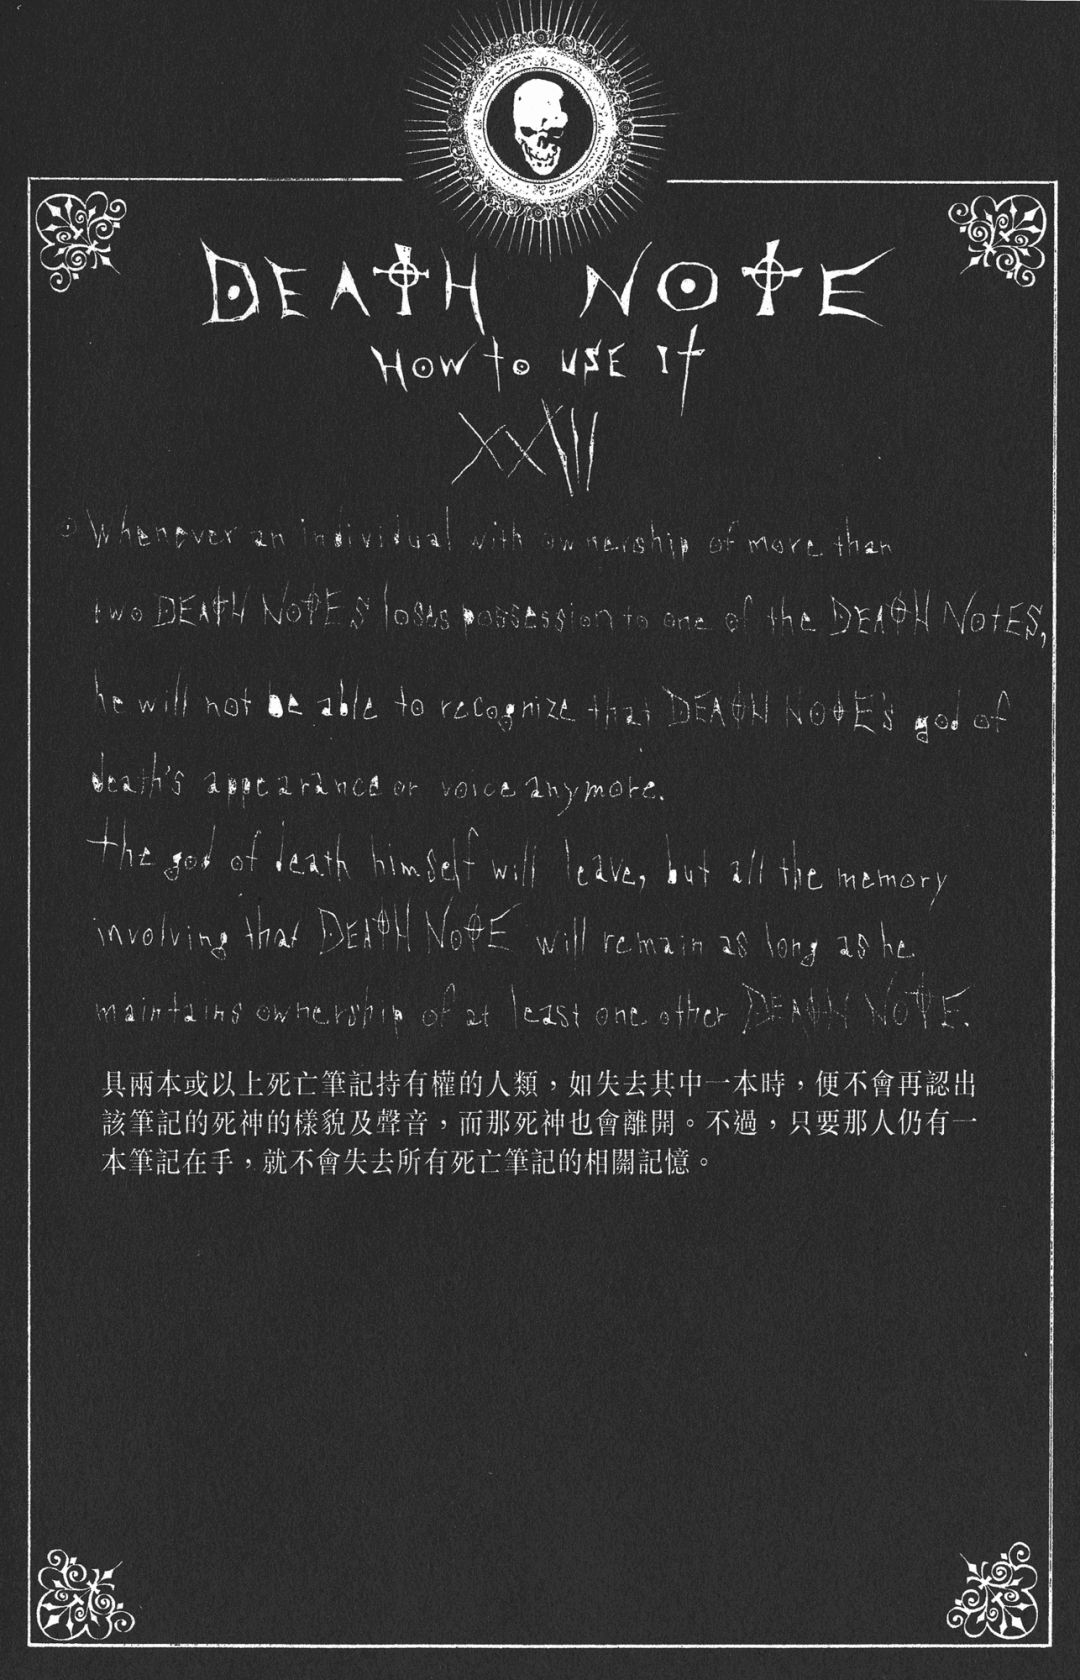 DEATH NOTE
HOW to USE It
XXIII
Whenever an individual with ownership of more than
two DEATH NOTES loses possession to one of the DEATH NotES,
he will not be able to recognize that DEATH NOTE's god of
death's appearance or voice anymore.
the god of death himself will leave, but all the memory
involving that DEATH NOTE will remain as long as he
maintains ownership of at least one other DEATH NOTE.
具兩本或以上死亡筆記持有權的人類，如失去其中一本時，便不會再認出
該筆記的死神的樣貌及聲音，而那死神也會離開。不過，只要那人仍有一
本筆記在手，就不會失去所有死亡筆記的相關記憶。